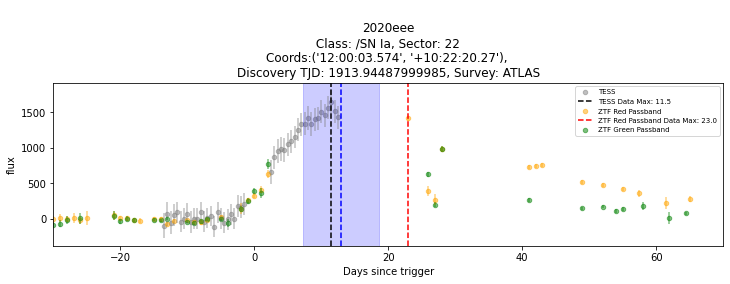 2020eee
Class: /SN Ia, Sector: 22
Coords:('12:00:03.574', '+10:22:20.27'),
Discovery TJD: 1913.94487999985, Survey: ATLAS
TESS
TESS Data Max: 11.5
ZTF Red Passband
ZTF Red Passband Data Max: 23.0
ZTF Green Passband
flux
1500
1000
500
0
−20
0
20
40
60
Days since trigger